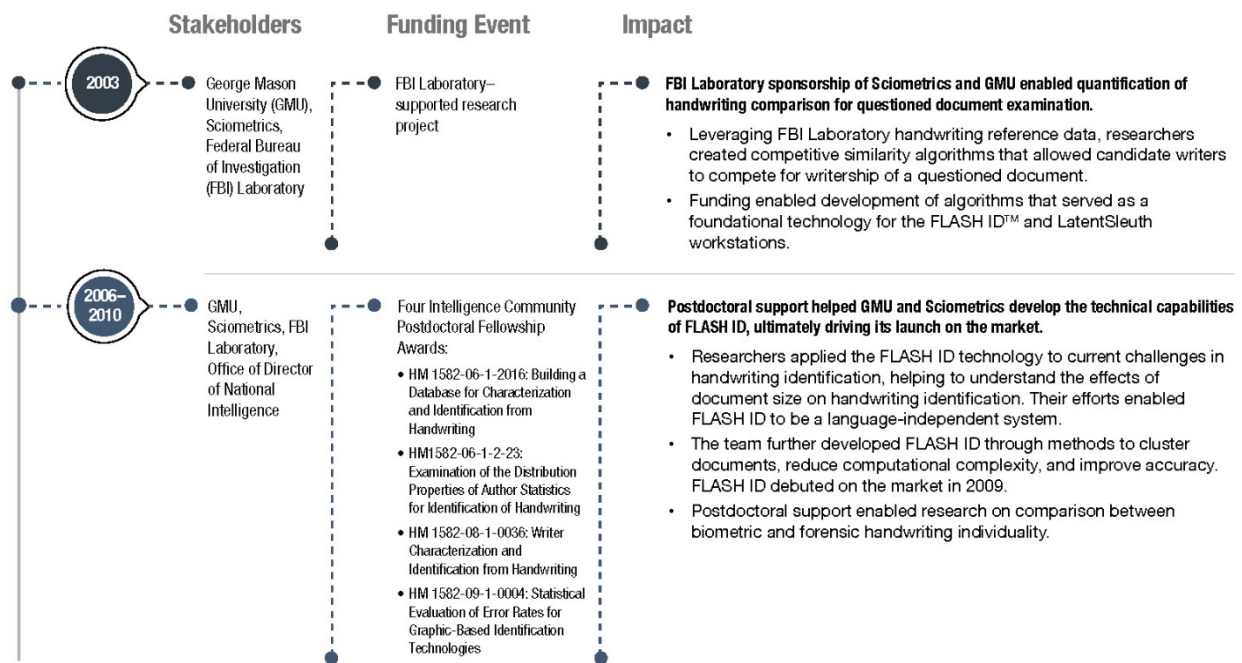 Stakeholders
Funding Event
Impact
2003
George Mason
University (GMU),
Sciometrics,
Federal Bureau
of Investigation
(FBI) Laboratory
FBI Laboratory–
supported research
project
FBI Laboratory sponsorship of Sciometrics and GMU enabled quantification of
handwriting comparison for questioned document examination.
• Leveraging FBI Laboratory handwriting reference data, researchers
created competitive similarity algorithms that allowed candidate writers
to compete for writership of a questioned document.
• Funding enabled development of algorithms that served as a
foundational technology for the FLASH ID™ and LatentSleuth
workstations.
2006–
2010
GMU,
Sciometrics, FBI
Laboratory,
Office of Director
of National
Intelligence
Four Intelligence Community
Postdoctoral Fellowship
Awards:
• HM 1582-06-1-2016: Building a
Database for Characterization
and Identification from
Handwriting
• HM1582-06-1-2-23:
Examination of the Distribution
Properties of Author Statistics
for Identification of Handwriting
• HM 1582-08-1-0036: Writer
Characterization and
Identification from Handwriting
• HM 1582-09-1-0004: Statistical
Evaluation of Error Rates for
Graphic-Based Identification
Technologies
Postdoctoral support helped GMU and Sciometrics develop the technical capabilities
of FLASH ID, ultimately driving its launch on the market.
• Researchers applied the FLASH ID technology to current challenges in
handwriting identification, helping to understand the effects of
document size on handwriting identification. Their efforts enabled
FLASH ID to be a language-independent system.
• The team further developed FLASH ID through methods to cluster
documents, reduce computational complexity, and improve accuracy.
FLASH ID debuted on the market in 2009.
• Postdoctoral support enabled research on comparison between
biometric and forensic handwriting individuality.